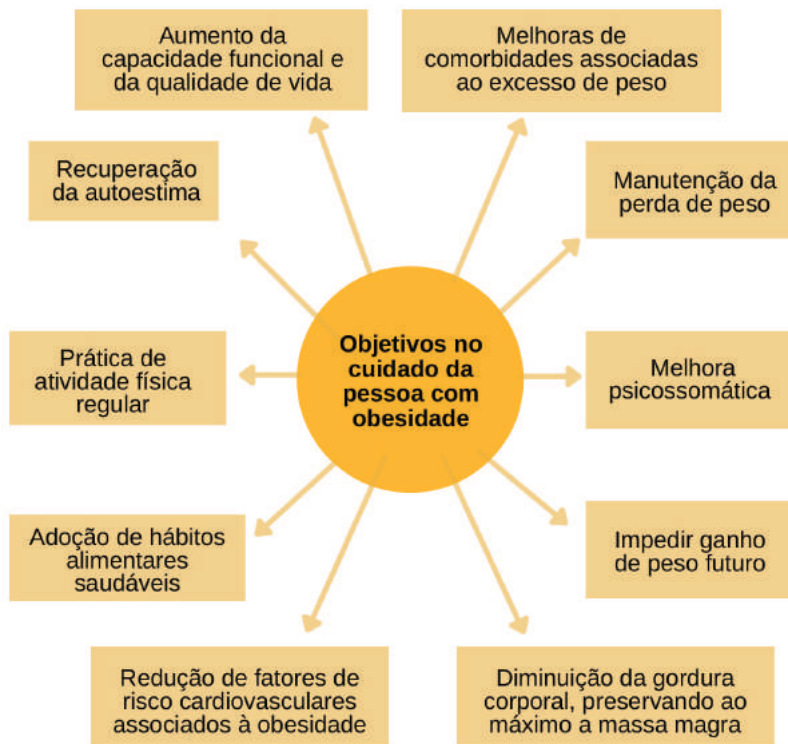 Aumento da
capacidade funcional e
da qualidade de vida
Melhoras de
comorbidades associadas
ao excesso de peso
Recuperação
da autoestima
Manutenção da
perda de peso
Objetivos no
cuidado da
pessoa com
obesidade
Prática de
atividade física
regular
Melhora
psicossomática
Adoção de hábitos
alimentares
saudáveis
Impedir ganho
de peso futuro
Redução de fatores de
risco cardiovasculares
associados à obesidade
Diminuição da gordura
corporal, preservando ao
máximo a massa magra